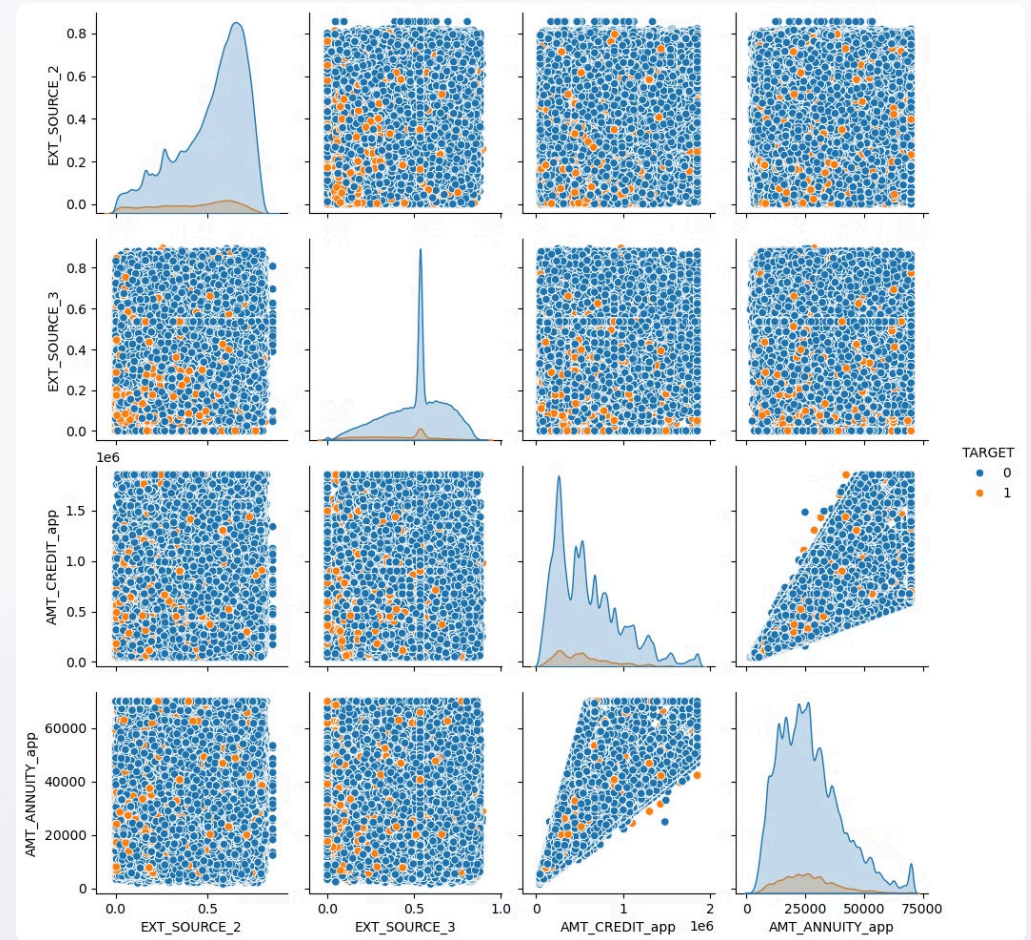 0.8
0.6
0.4
0.2
0.0
EXT_SOURCE_2
0.8
0.6
0.4
0.2
0.0
EXT_SOURCE_3
1e6
1.5
1.0
0.5
0.0
AMT_CREDIT_app
TARGET
0
1
60000
40000
20000
0
AMT_ANNUITY_app
0.0 0.5
EXT_SOURCE_2
0.0 0.5 1.0
EXT_SOURCE_3
0 1 2
AMT_CREDIT_app 1e6
0 25000 50000 75000
AMT_ANNUITY_app